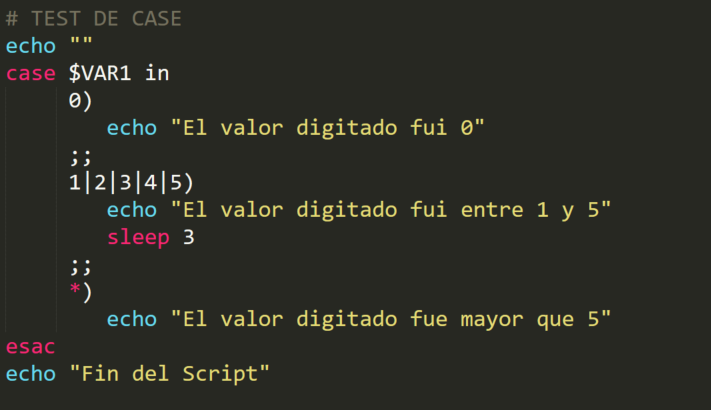 # TEST DE CASE
echo ""
case $VAR1 in
0)
echo "El valor digitado fui 0"
;;
1|2|3|4|5)
echo "El valor digitado fui entre 1 y 5"
sleep 3
;;
*)
echo "El valor digitado fue mayor que 5"
esac
echo "Fin del Script"